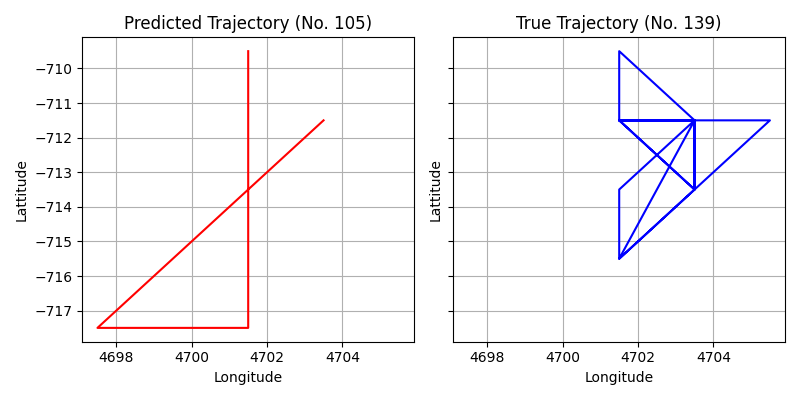 Predicted Trajectory (No. 105)
True Trajectory (No. 139)
−710
−711
−712
−713
−714
−715
−716
−717
Lattitude
Lattitude
4698 4700 4702 4704
4698 4700 4702 4704
Longitude
Longitude